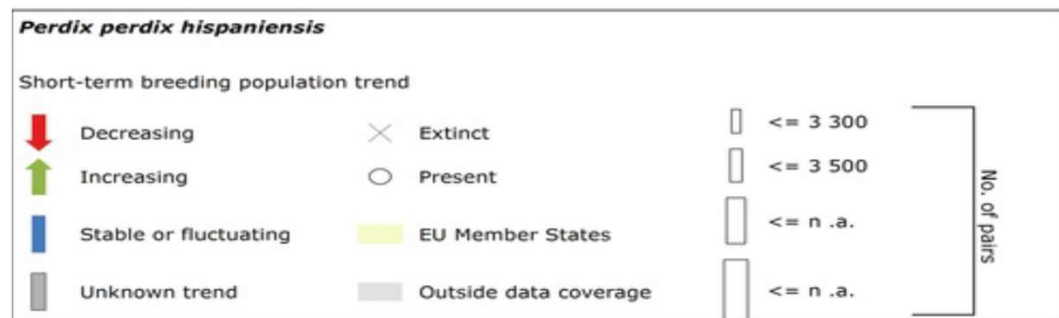 Perdix perdix hispaniensis
Short-term breeding population trend
Decreasing
Increasing
Stable or fluctuating
Unknown trend
Extinct
Present
EU Member States
Outside data coverage
<= 3 300
<= 3 500
<= n .a.
<= n .a.
No. of pairs